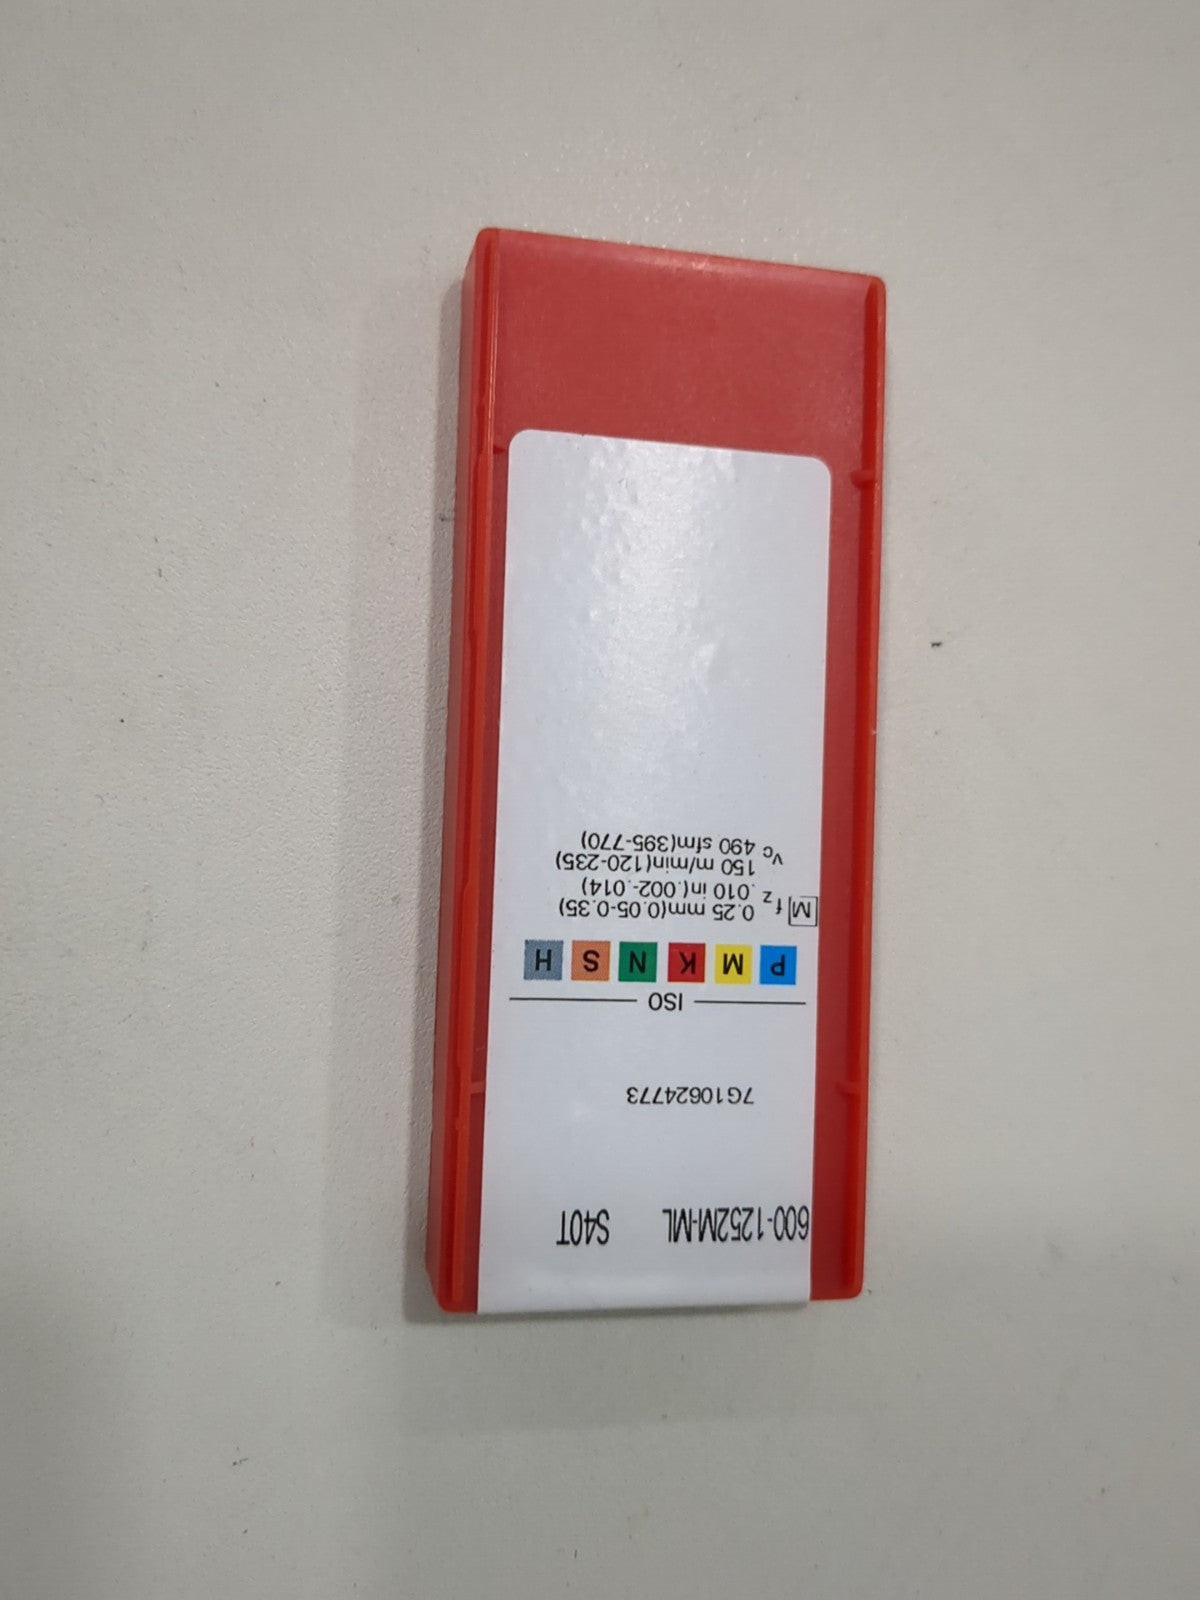 600-1252M-ML S40T
7G10624773
ISO
P M K N S H
M fz 0.25 mm(0.05-0.35)
.010 in(.002-.014)
vc 150 m/min(120-235)
490 sfm(395-770)